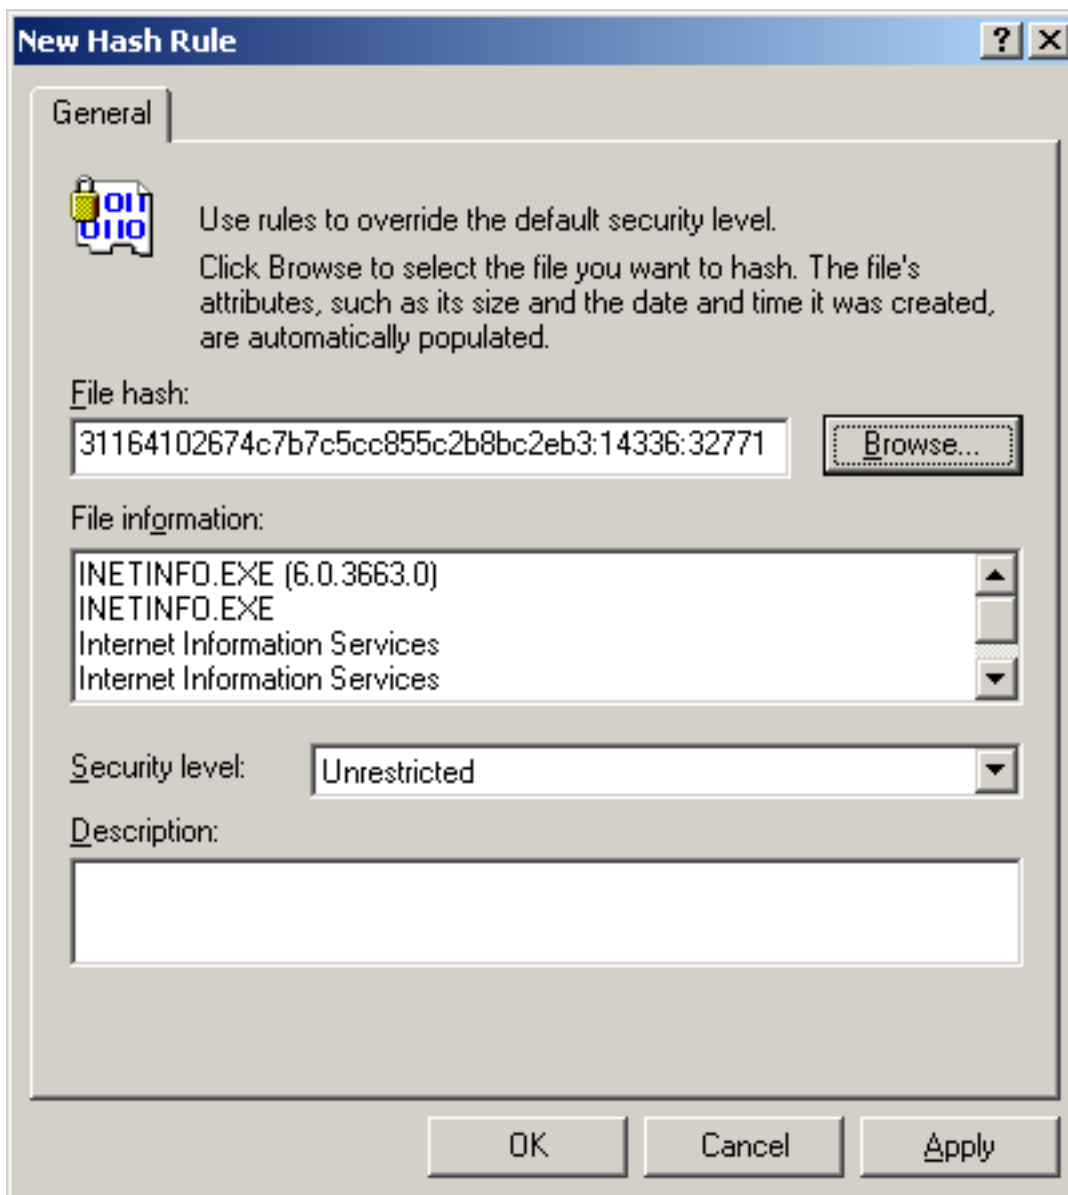 New Hash Rule
General
Use rules to override the default security level.
Click Browse to select the file you want to hash. The file's
attributes, such as its size and the date and time it was created,
are automatically populated.
File hash:
31164102674c7b7c5cc855c2b8bc2eb3:14336:32771
Browse...
File information:
INETINFO.EXE (6.0.3663.0)
INETINFO.EXE
Internet Information Services
Internet Information Services
Security level:
Unrestricted
Description:
OK
Cancel
Apply